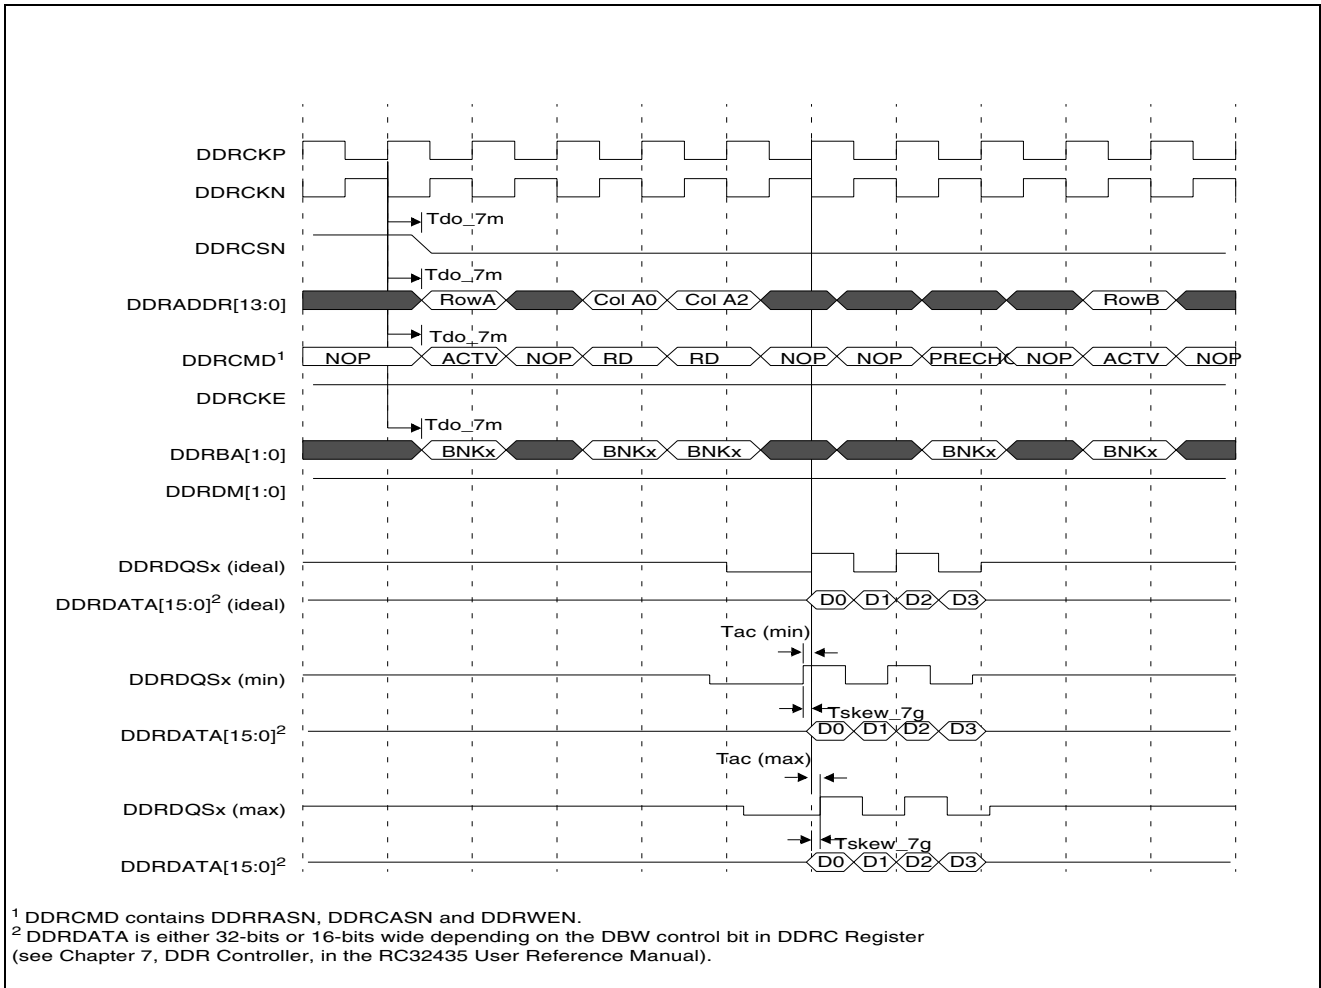 DDRCKP
DDRCKN
Tdo_7m
DDRCSN
Tdo_7m
DDRADDR[13:0] RowA Col A0 Col A2 RowB
Tdo_7m
DDRCMD1 NOP ACTV NOP RD RD NOP NOP PRECHG NOP ACTV NOP
DDRCKE
Tdo_7m
DDRBA[1:0] BNKx BNKx BNKx BNKx BNKx
DDRDM[1:0]
DDRDQSx (ideal)
DDRDATA[15:0]2 (ideal) D0 D1 D2 D3
Tac (min)
DDRDQSx (min)
Tskew_7g
DDRDATA[15:0]2 D0 D1 D2 D3
Tac (max)
DDRDQSx (max)
Tskew_7g
DDRDATA[15:0]2 D0 D1 D2 D3
1 DDRCMD contains DDRRASN, DDRCASN and DDRWEN.
2 DDRDATA is either 32-bits or 16-bits wide depending on the DBW control bit in DDRC Register
(see Chapter 7, DDR Controller, in the RC32435 User Reference Manual).